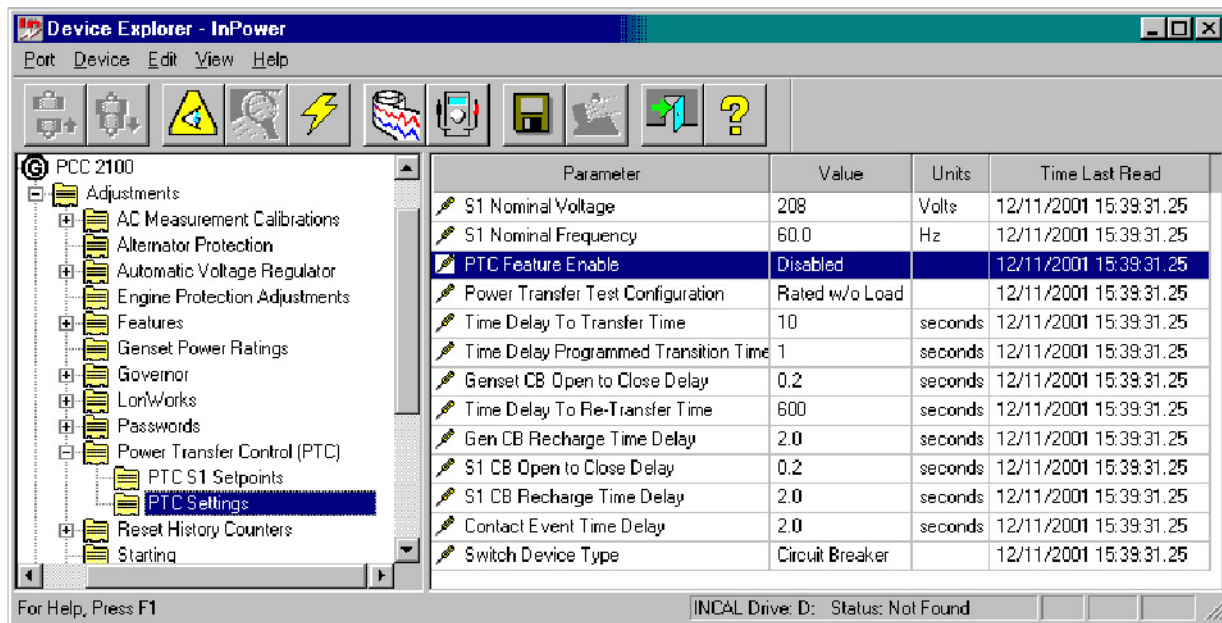 Device Explorer - InPower
Port Device Edit View Help
PCC 2100
Adjustments
AC Measurement Calibrations
Alternator Protection
Automatic Voltage Regulator
Engine Protection Adjustments
Features
Genset Power Ratings
Governor
LonWorks
Passwords
Power Transfer Control (PTC)
PTC S1 Setpoints
PTC Settings
Reset History Counters
Starting
Parameter Value Units Time Last Read
S1 Nominal Voltage 208 Volts 12/11/2001 15:39:31.25
S1 Nominal Frequency 60.0 Hz 12/11/2001 15:39:31.25
PTC Feature Enable Disabled 12/11/2001 15:39:31.25
Power Transfer Test Configuration Rated w/o Load 12/11/2001 15:39:31.25
Time Delay To Transfer Time 10 seconds 12/11/2001 15:39:31.25
Time Delay Programmed Transition Time 1 seconds 12/11/2001 15:39:31.25
Genset CB Open to Close Delay 0.2 seconds 12/11/2001 15:39:31.25
Time Delay To Re-Transfer Time 600 seconds 12/11/2001 15:39:31.25
Gen CB Recharge Time Delay 2.0 seconds 12/11/2001 15:39:31.25
S1 CB Open to Close Delay 0.2 seconds 12/11/2001 15:39:31.25
S1 CB Recharge Time Delay 2.0 seconds 12/11/2001 15:39:31.25
Contact Event Time Delay 2.0 seconds 12/11/2001 15:39:31.25
Switch Device Type Circuit Breaker 12/11/2001 15:39:31.25
For Help, Press F1
INCAL Drive: D: Status: Not Found